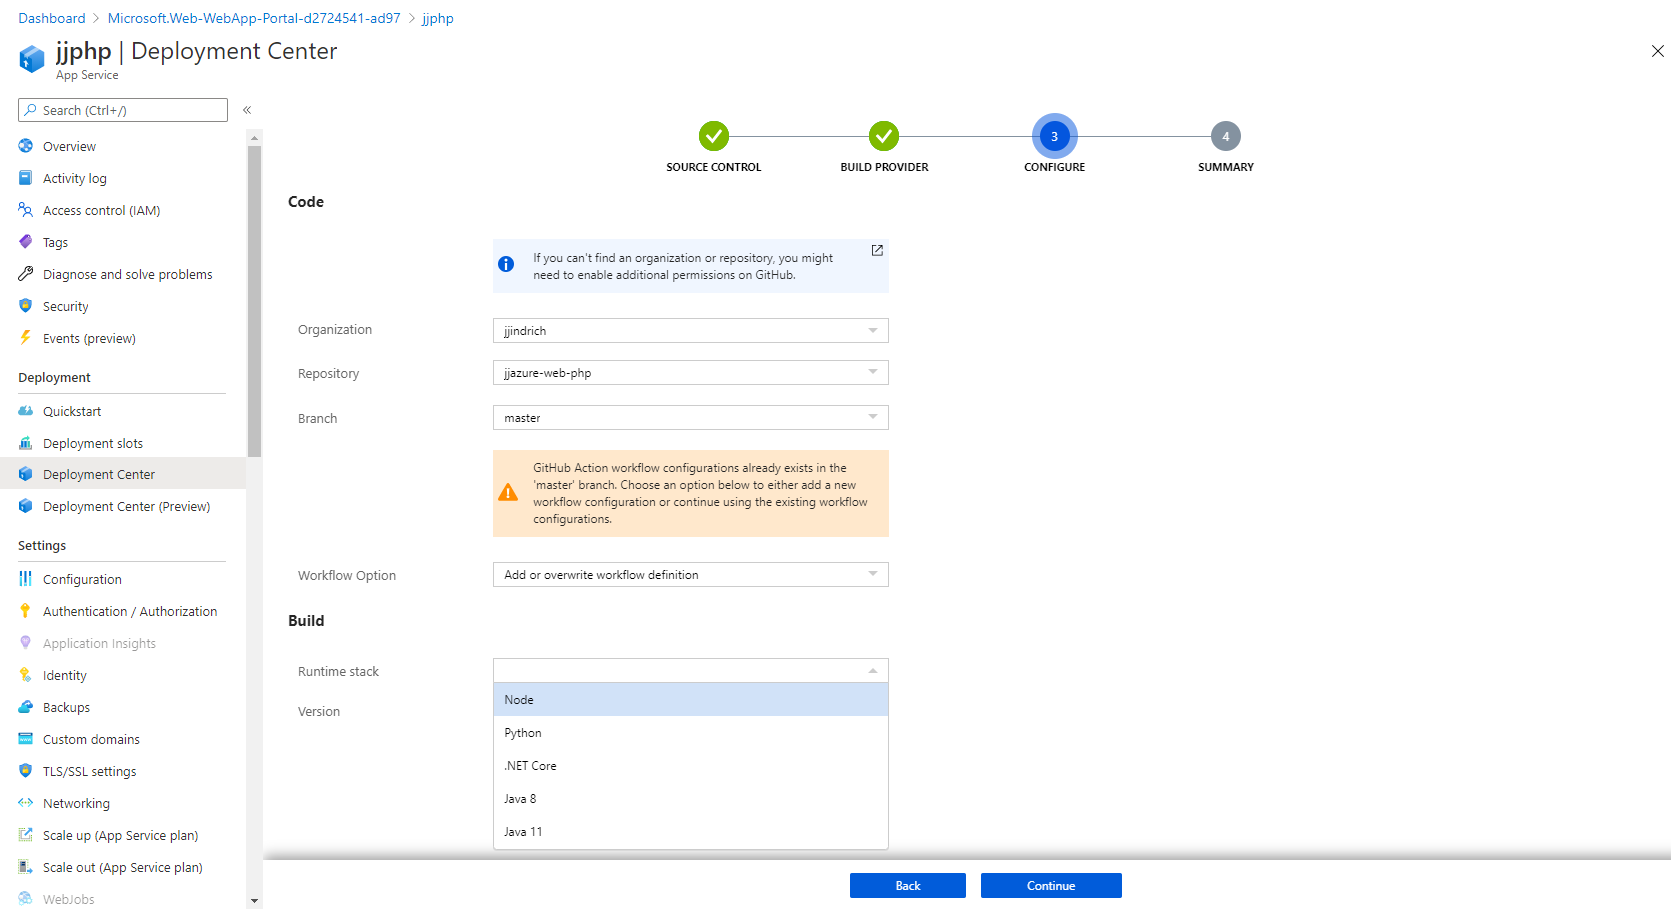 Dashboard > Microsoft.Web-WebApp-Portal-d2724541-ad97 > jjphp
jjphp | Deployment Center
App Service
Search (Ctrl+/)
«
Overview
Activity log
Access control (IAM)
Tags
Diagnose and solve problems
Security
Events (preview)
Deployment
Quickstart
Deployment slots
Deployment Center
Deployment Center (Preview)
Settings
Configuration
Authentication / Authorization
Application Insights
Identity
Backups
Custom domains
TLS/SSL settings
Networking
Scale up (App Service plan)
Scale out (App Service plan)
WebJobs
3
4
SOURCE CONTROL
BUILD PROVIDER
CONFIGURE
SUMMARY
Code
If you can't find an organization or repository, you might
need to enable additional permissions on GitHub.
Organization
jjindrich
Repository
jjazure-web-php
Branch
master
GitHub Action workflow configurations already exists in the
'master' branch. Choose an option below to either add a new
workflow configuration or continue using the existing workflow
configurations.
Workflow Option
Add or overwrite workflow definition
Build
Runtime stack
Node
Version
Python
.NET Core
Java 8
Java 11
Back
Continue